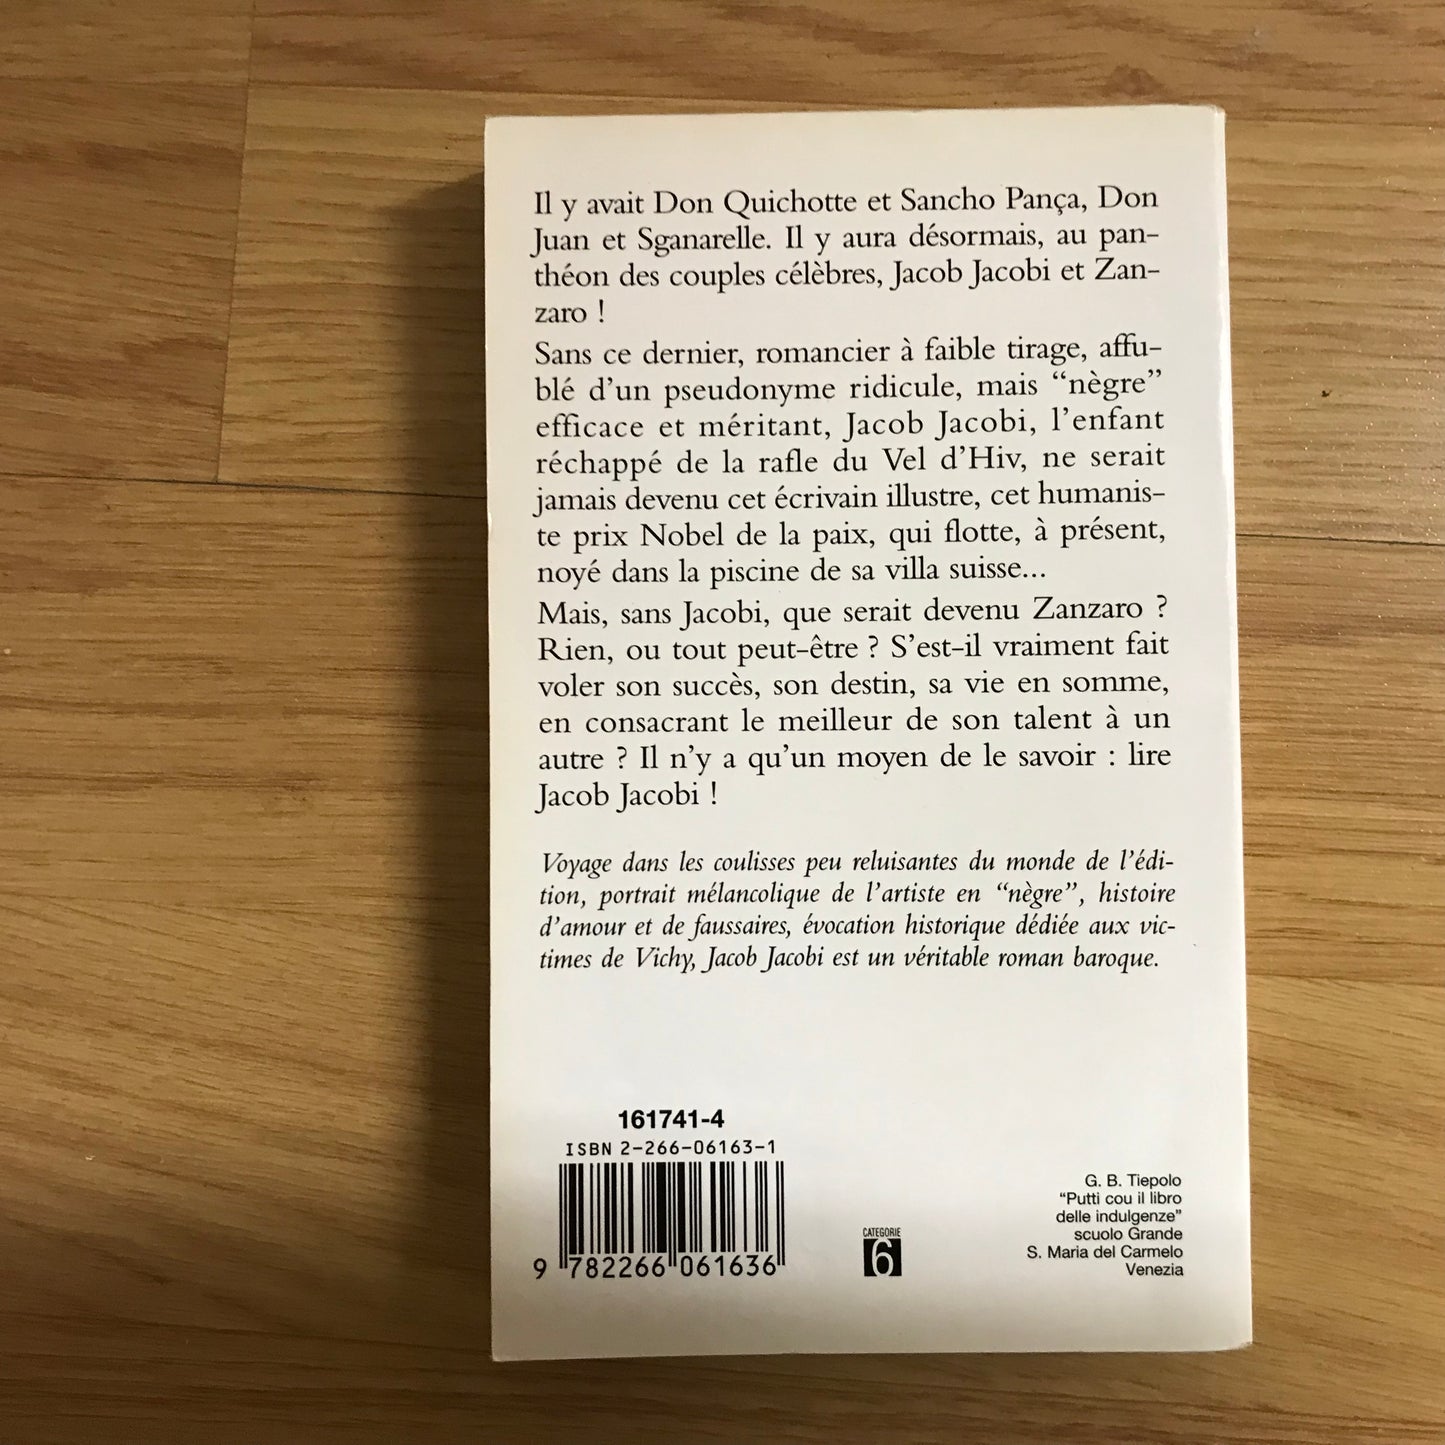 Il y avait Don Quichotte et Sancho Pança, Don
Juan et Sganarelle. Il y aura désormais, au pan-
théon des couples célèbres, Jacob Jacobi et Zan-
zaro !
Sans ce dernier, romancier à faible tirage, affu-
blé d'un pseudonyme ridicule, mais “nègre”
efficace et méritant, Jacob Jacobi, l'enfant
réchappé de la rafle du Vel d'Hiv, ne serait
jamais devenu cet écrivain illustre, cet humanis-
te prix Nobel de la paix, qui flotte, à présent,
noyé dans la piscine de sa villa suisse...
Mais, sans Jacobi, que serait devenu Zanzaro ?
Rien, ou tout peut-être ? S'est-il vraiment fait
voler son succès, son destin, sa vie en somme,
en consacrant le meilleur de son talent à un
autre ? Il n'y a qu'un moyen de le savoir : lire
Jacob Jacobi !
Voyage dans les coulisses peu reluisantes du monde de l'édi-
tion, portrait mélancolique de l'artiste en “nègre”, histoire
d'amour et de faussaires, évocation historique dédiée aux vic-
times de Vichy, Jacob Jacobi est un véritable roman baroque.
161741-4
ISBN 2-266-06163-1
9 782266 061636
CATEGORIE
6
G. B. Tiepolo
“Putti cou il libro
delle indulgenze”
scuolo Grande
S. Maria del Carmelo
Venezia